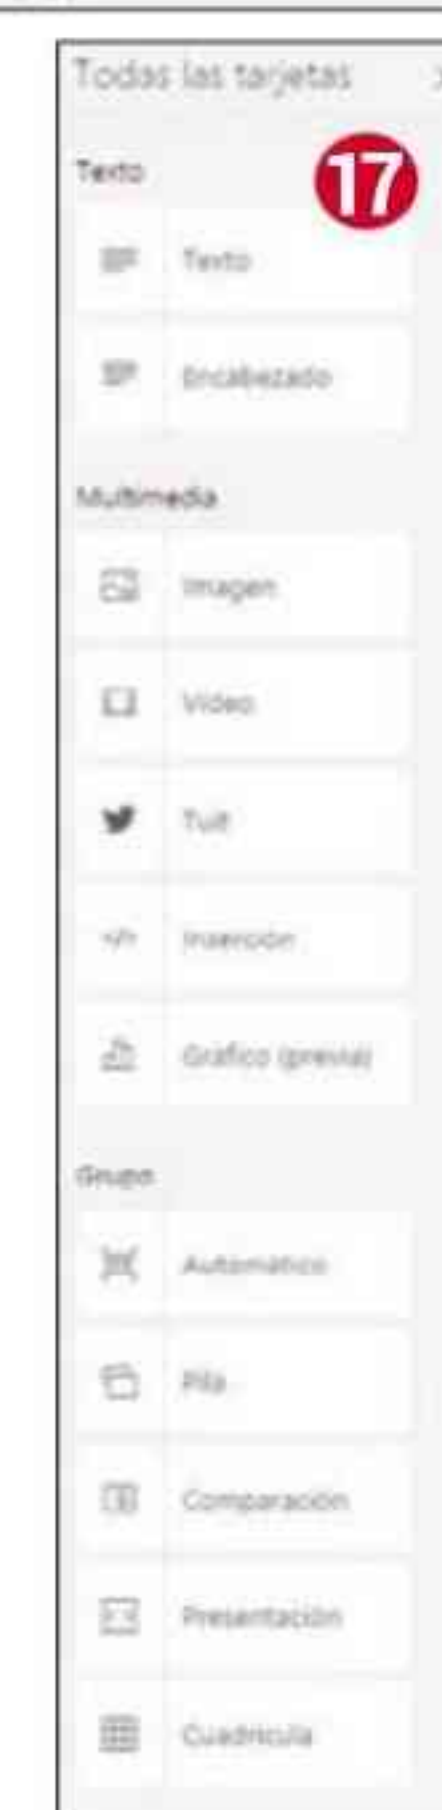 Todas las tarjetas
17
Texto
Texto
Encabezado
Multimedia
Imagen
Vídeo
Tuit
Inserción
Gráfico (previa)
Grupo
Automático
Pila
Comparación
Presentación
Cuadrícula